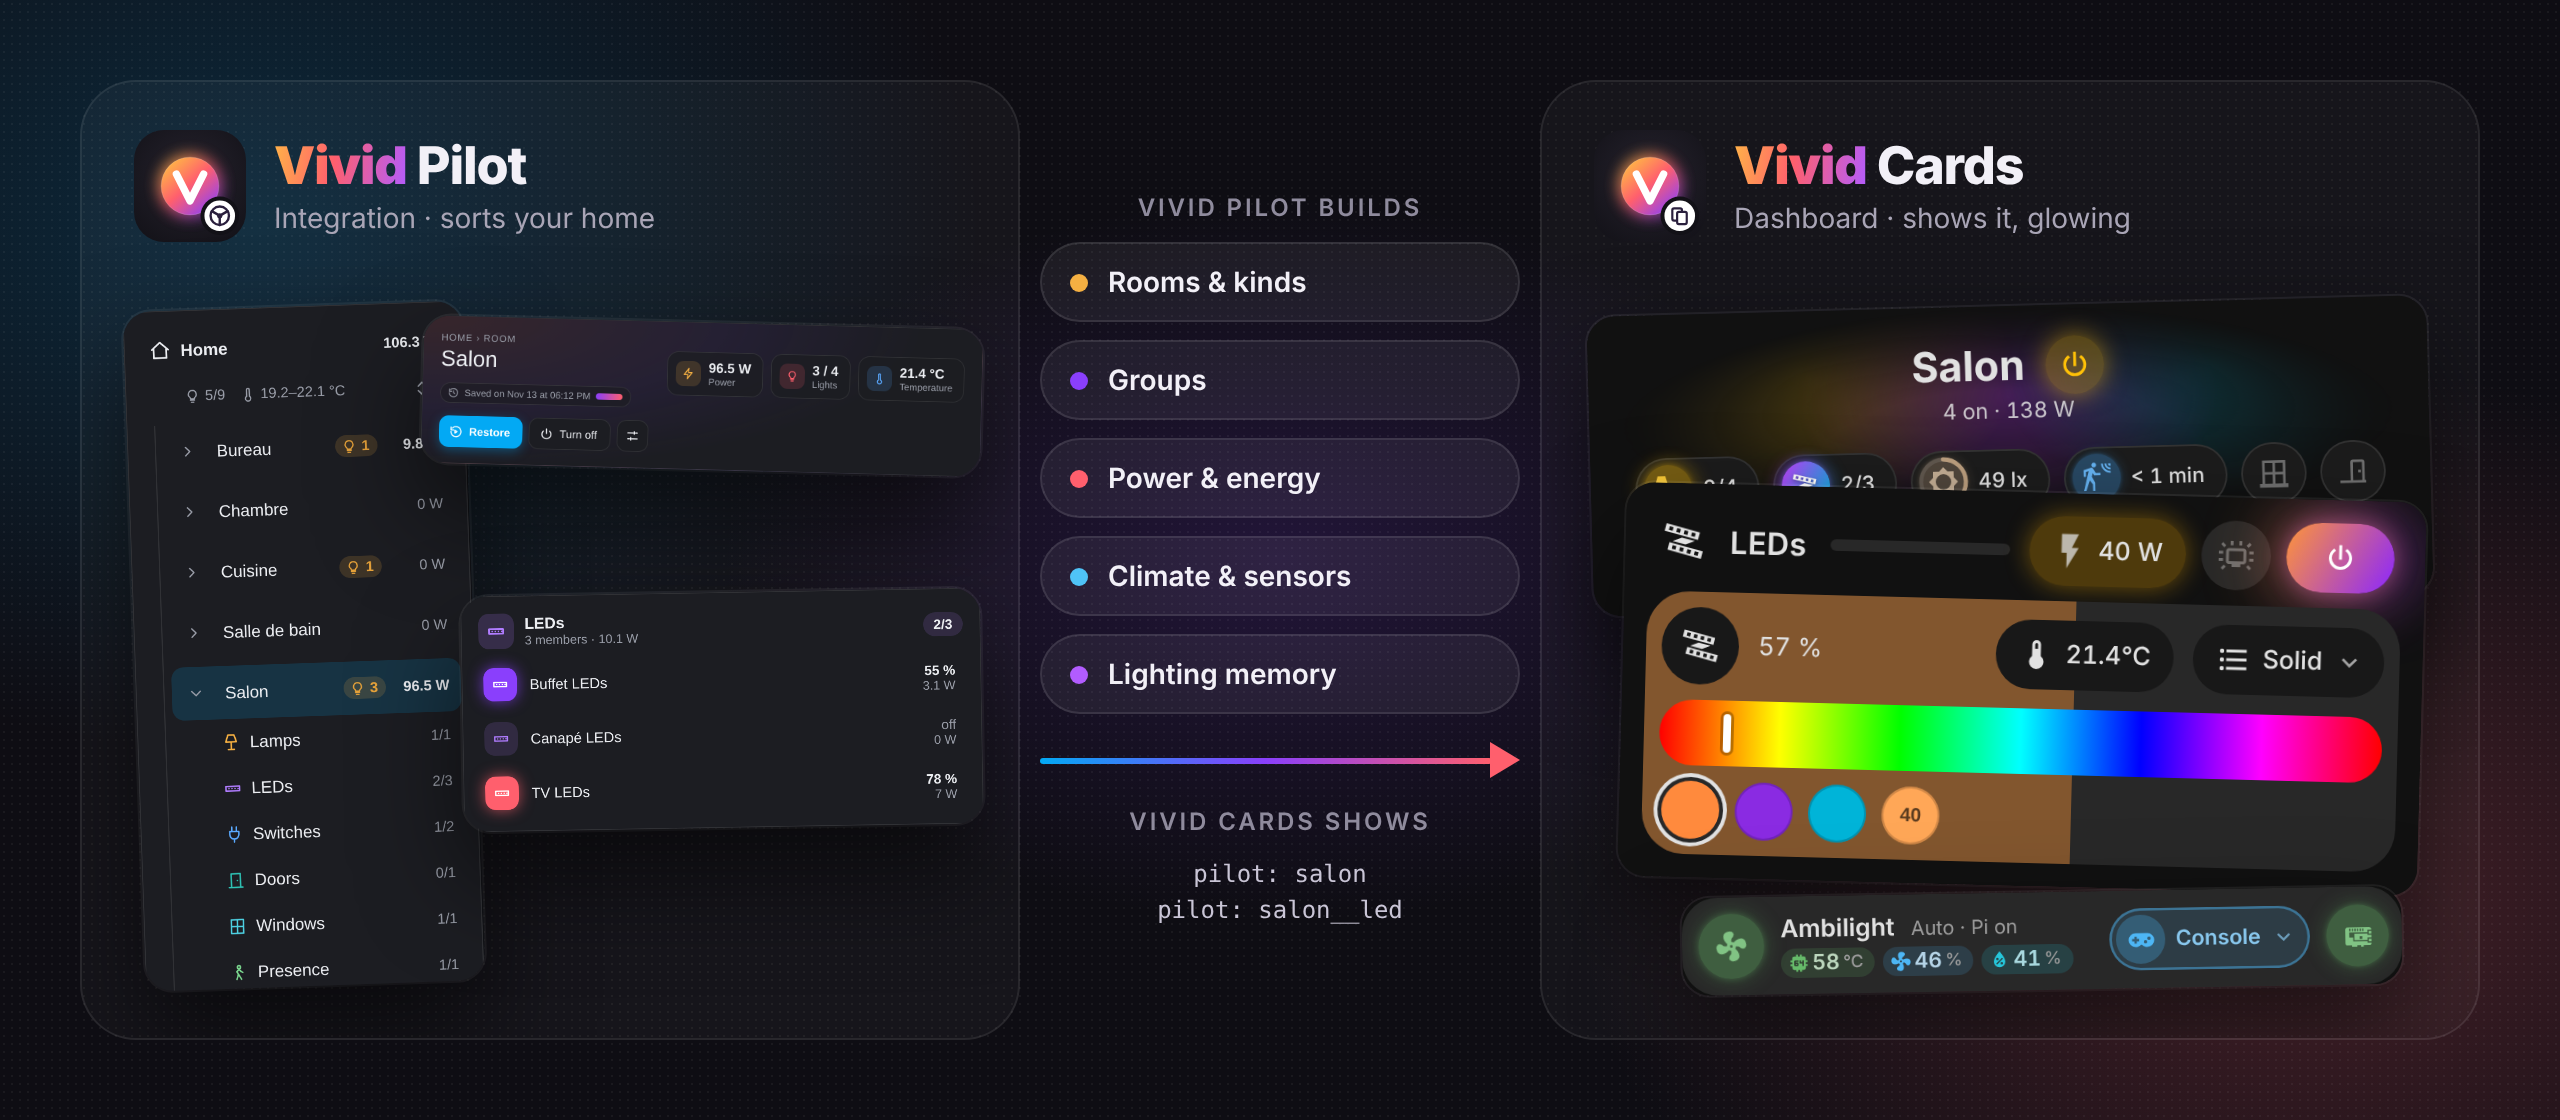 Vivid Pilot
Integration · sorts your home
Home 106.3
5/9 19.2–22.1 °C
Bureau 1 9.8
Chambre 0 W
Cuisine 1 0 W
Salle de bain 0 W
Salon 3 96.5 W
Lamps 1/1
LEDs 2/3
Switches 1/2
Doors 0/1
Windows 1/1
Presence 1/1
HOME › ROOM
Salon
Saved on Nov 13 at 06:12 PM
Restore Turn off
96.5 W
Power
3 / 4
Lights
21.4 °C
Temperature
LEDs
3 members · 10.1 W
2/3
Buffet LEDs
55 %
3.1 W
Canapé LEDs
off
0 W
TV LEDs
78 %
7 W
VIVID PILOT BUILDS
Rooms & kinds
Groups
Power & energy
Climate & sensors
Lighting memory
VIVID CARDS SHOWS
pilot: salon
pilot: salon__led
Vivid Cards
Dashboard · shows it, glowing
Salon
4 on · 138 W
2/3 49 lx < 1 min
LEDs 40 W
57 % 21.4°C Solid
40
Ambilight Auto · Pi on
58 °C 46 % 41 %
Console